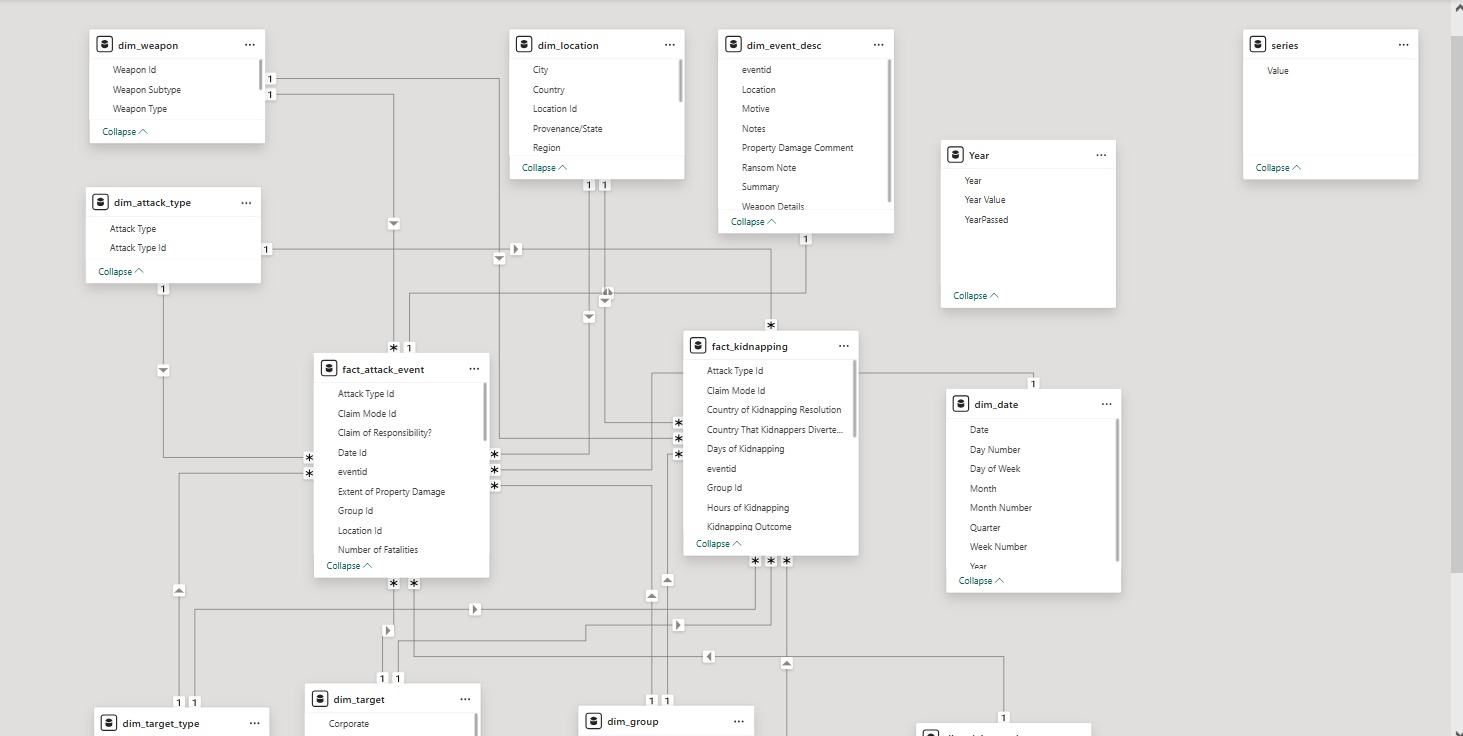 dim_weapon
Weapon Id
Weapon Subtype
Weapon Type
Collapse
dim_location
City
Country
Location Id
Provenance/State
Region
Collapse
dim_event_desc
eventid
Location
Motive
Notes
Property Damage Comment
Ransom Note
Summary
Weapon Details
Collapse
series
Value
Collapse
Year
Year
Year Value
YearPassed
Collapse
dim_attack_type
Attack Type
Attack Type Id
Collapse
1
1
1
1
1
1
1
*
1
*
fact_attack_event
Attack Type Id
Claim Mode Id
Claim of Responsibility?
Date Id
eventid
Extent of Property Damage
Group Id
Location Id
Number of Fatalities
Collapse
fact_kidnapping
Attack Type Id
Claim Mode Id
Country of Kidnapping Resolution
Country That Kidnappers Diverte...
Days of Kidnapping
eventid
Group Id
Hours of Kidnapping
Kidnapping Outcome
Collapse
1
dim_date
Date
Day Number
Day of Week
Month
Month Number
Quarter
Week Number
Year
Collapse
*
*
*
*
*
*
*
*
*
*
*
*
*
1
1
1
1
1
1
1
dim_target_type
dim_target
Corporate
dim_group